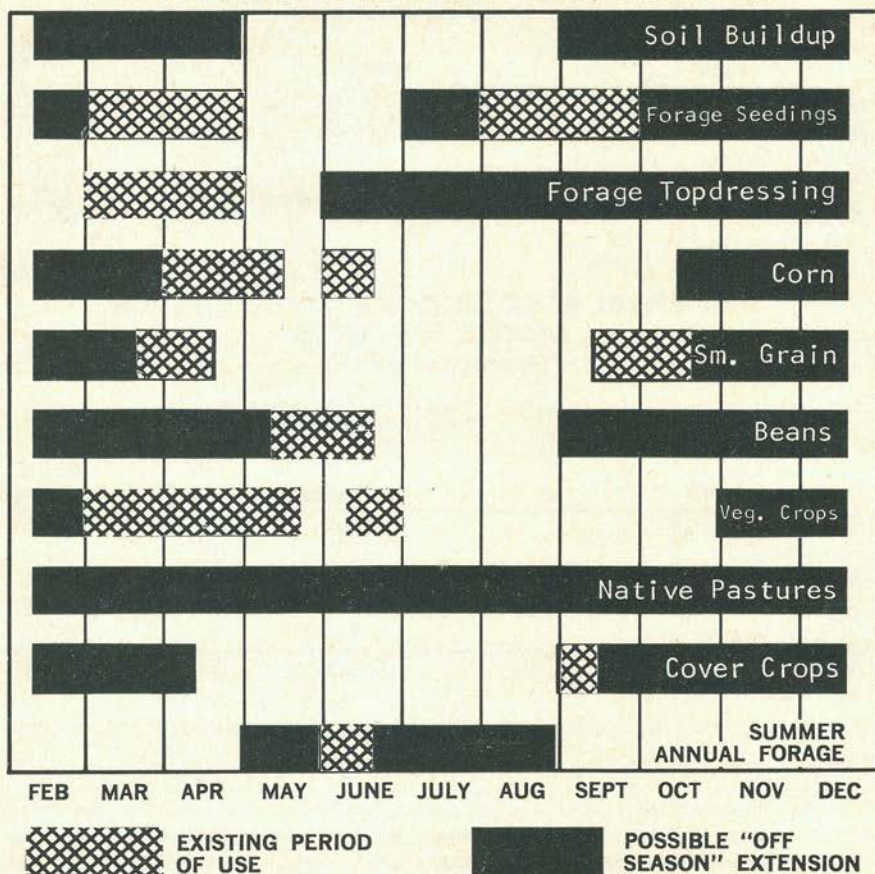 Soil Buildup
Forage Seedings
Forage Topdressing
Corn
Sm. Grain
Beans
Veg. Crops
Native Pastures
Cover Crops
SUMMER
ANNUAL FORAGE
FEB MAR APR MAY JUNE JULY AUG SEPT OCT NOV DEC
EXISTING PERIOD
OF USE
POSSIBLE "OFF
SEASON" EXTENSION